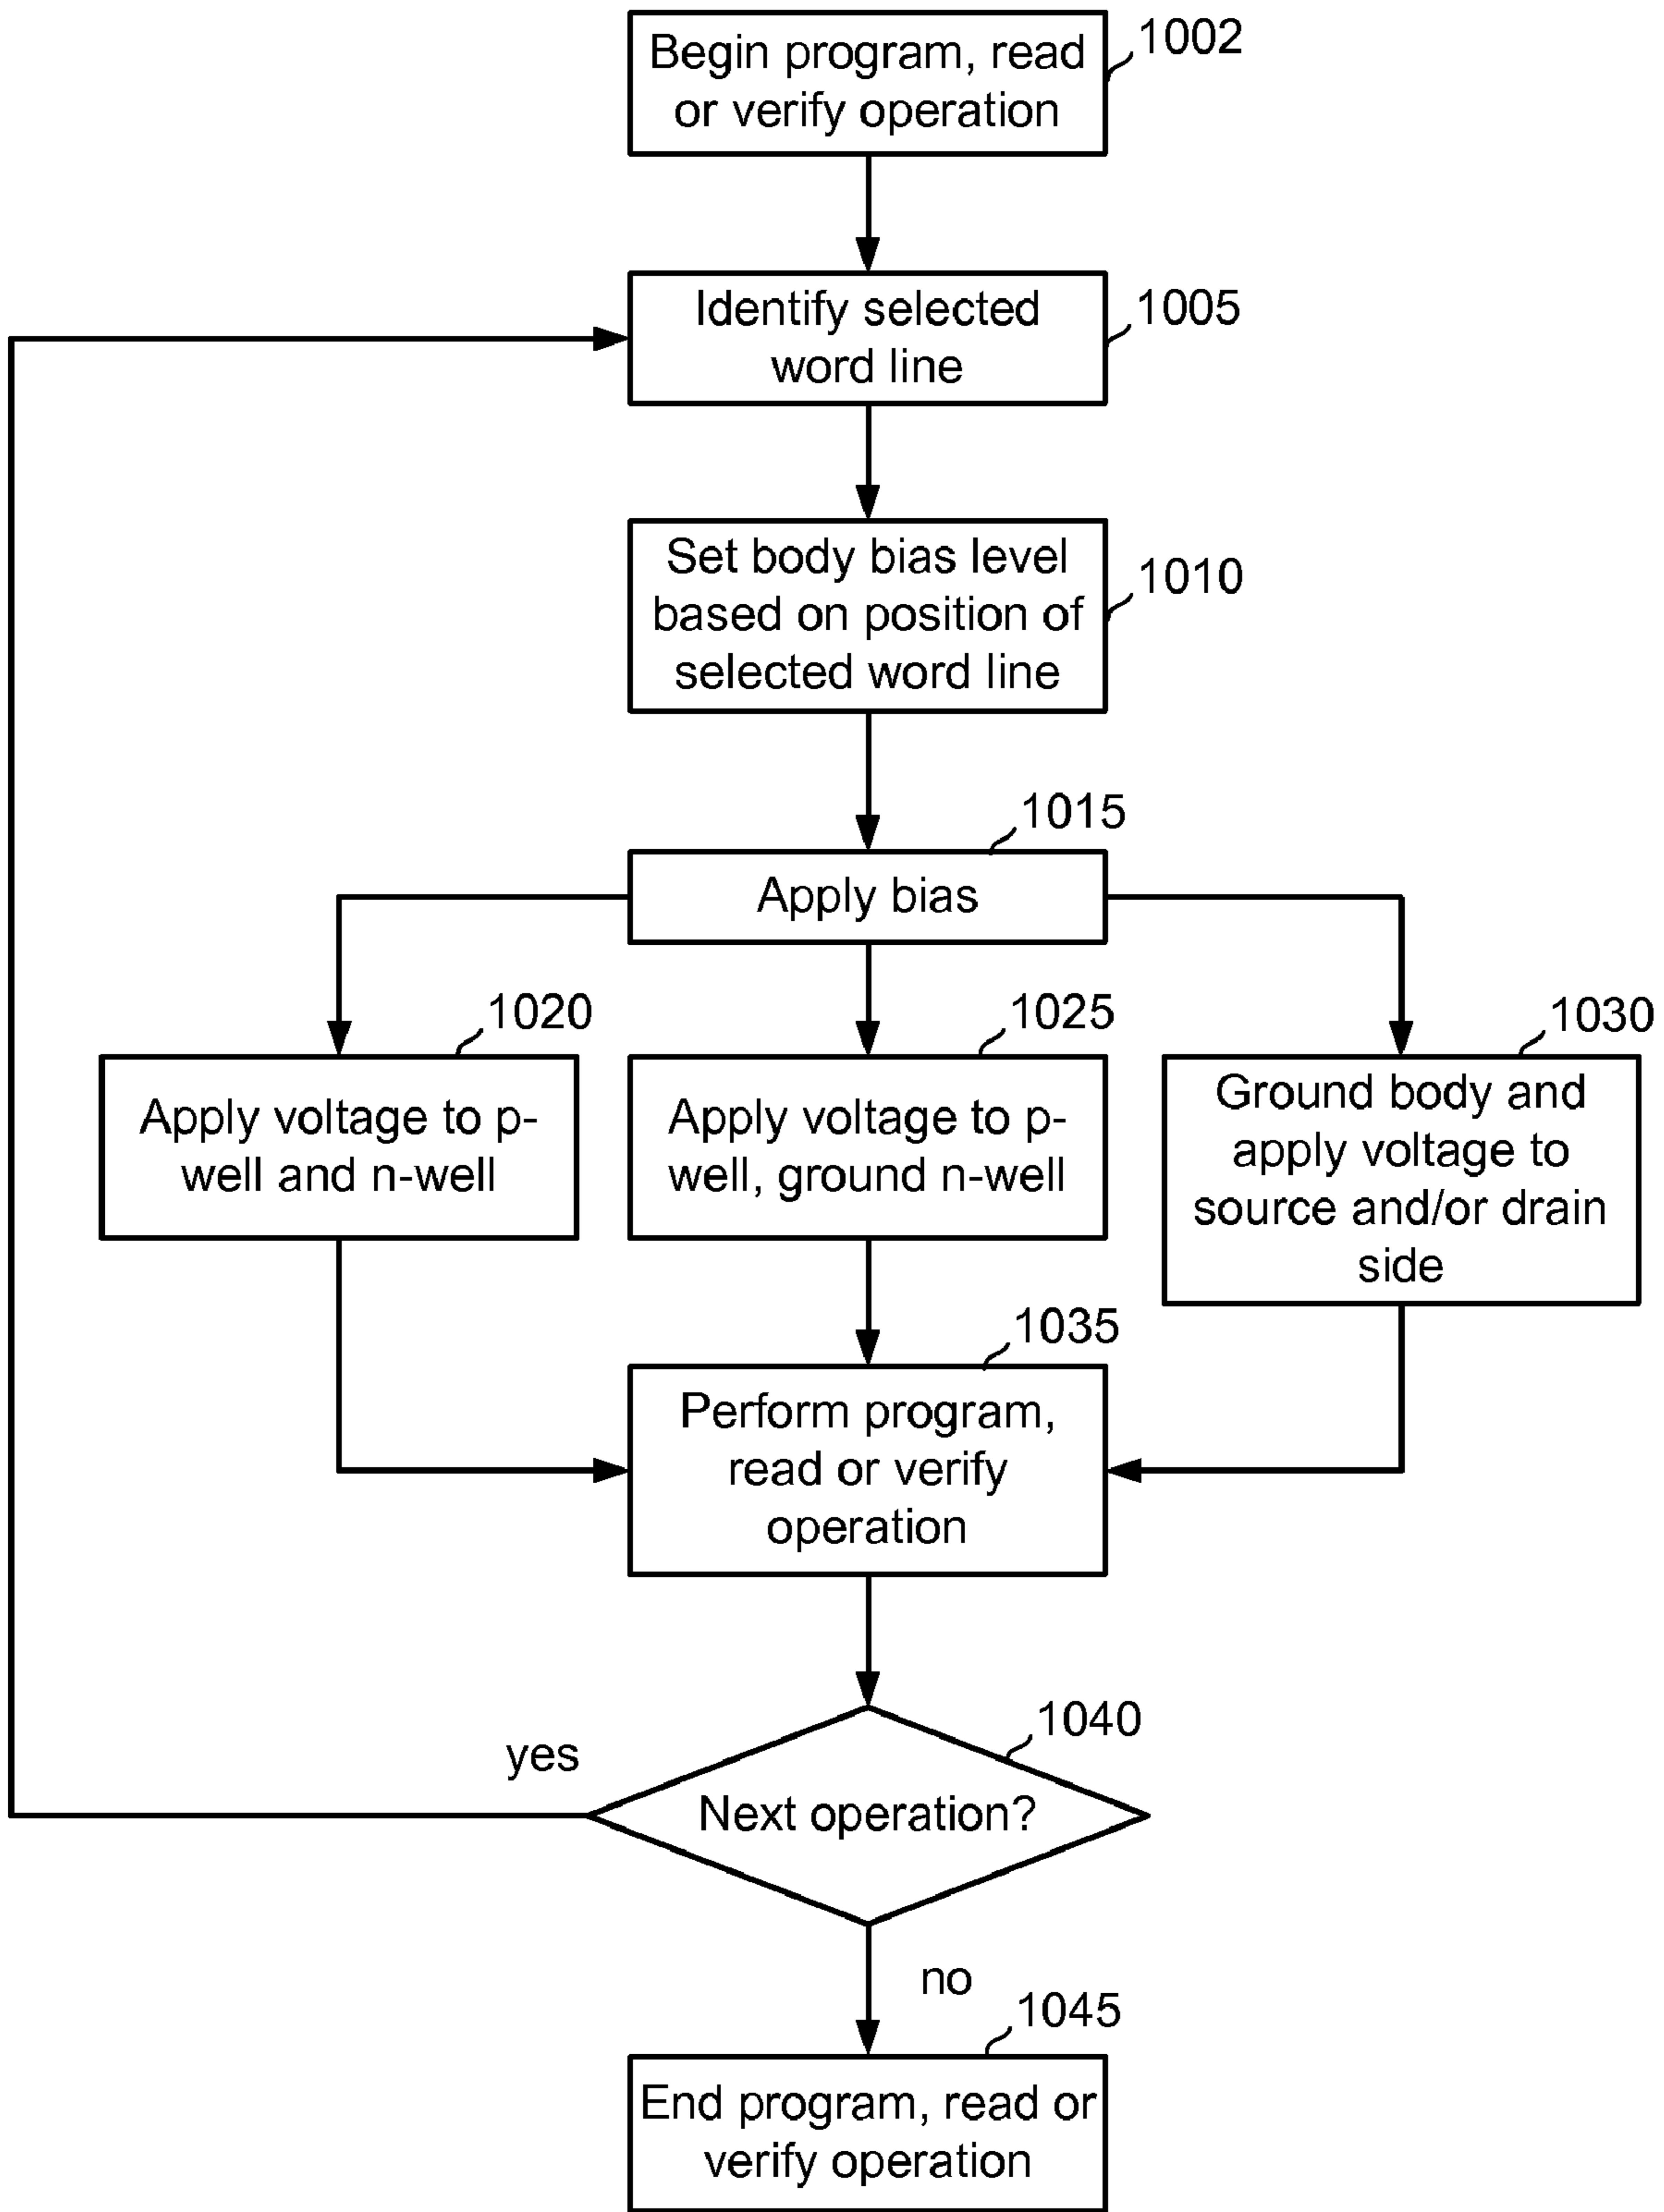 Begin program, read
or verify operation
1002
Identify selected
word line
1005
Set body bias level
based on position of
selected word line
1010
1015
Apply bias
1020
Apply voltage to p-
well and n-well
1025
Apply voltage to p-
well, ground n-well
1030
Ground body and
apply voltage to
source and/or drain
side
1035
Perform program,
read or verify
operation
1040
Next operation?
yes
no
1045
End program, read or
verify operation